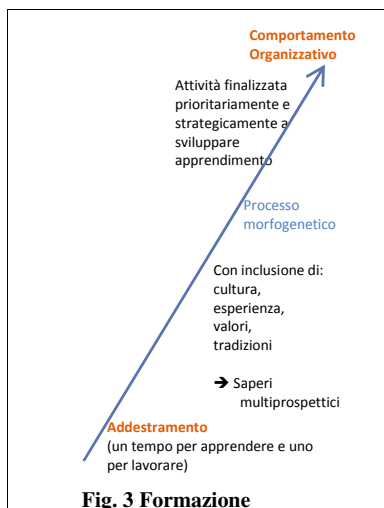 Comportamento
Organizzativo
Attività finalizzata
prioritariamente e
strategicamente a
sviluppare
apprendimento
Processo
morfogenetico
Con inclusione di:
cultura,
esperienza,
valori,
tradizioni
➔ Saperi
multiprospettici
Addestramento
(un tempo per apprendere e uno
per lavorare)
Fig. 3 Formazione